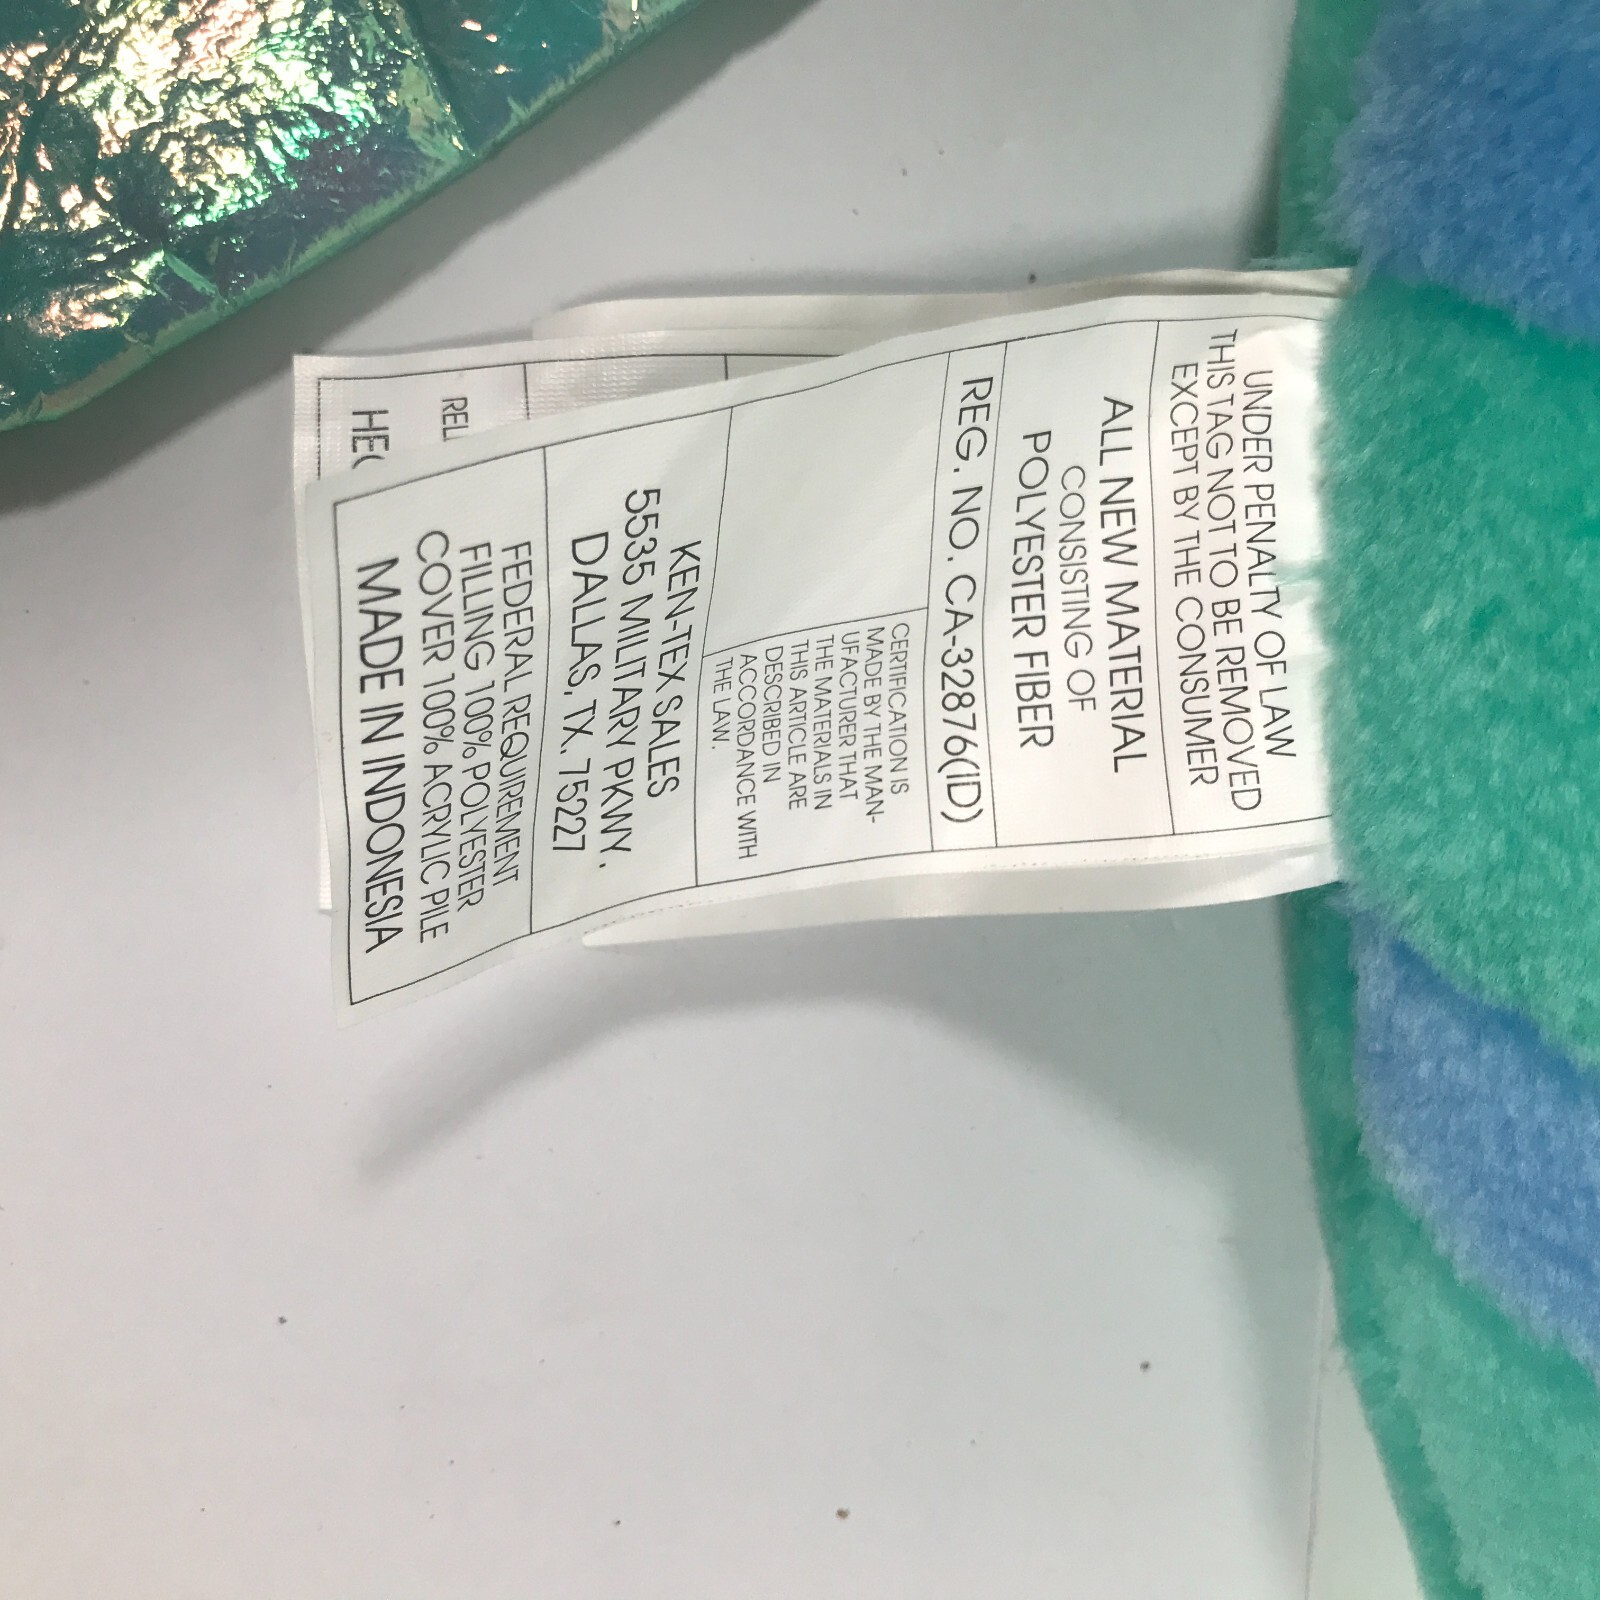 UNDER PENALTY OF LAW
THIS TAG NOT TO BE REMOVED
EXCEPT BY THE CONSUMER
ALL NEW MATERIAL
CONSISTING OF
POLYESTER FIBER
REG. NO. CA-32876(ID)
CERTIFICATION IS
MADE BY THE MAN-
UFACTURER THAT
THE MATERIALS IN
THIS ARTICLE ARE
DESCRIBED IN
ACCORDANCE WITH
THE LAW.
KEN-TEX SALES
5535 MILITARY PKWY.
DALLAS, TX. 75227
FEDERAL REQUIREMENT
FILLING 100% POLYESTER
COVER 100% ACRYLIC PILE
MADE IN INDONESIA